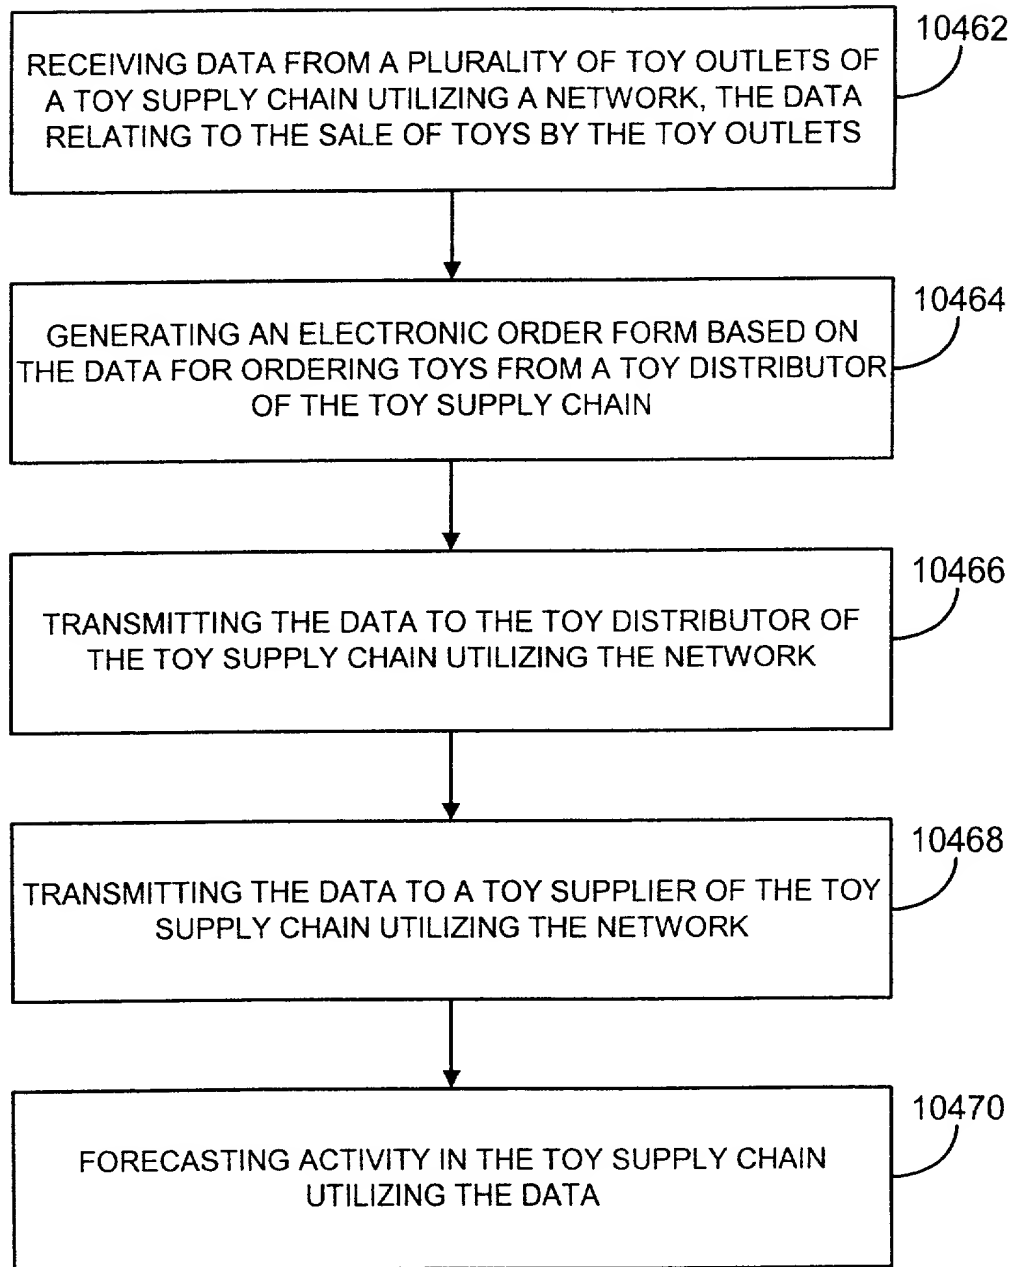 10462
RECEIVING DATA FROM A PLURALITY OF TOY OUTLETS OF
A TOY SUPPLY CHAIN UTILIZING A NETWORK, THE DATA
RELATING TO THE SALE OF TOYS BY THE TOY OUTLETS
10464
GENERATING AN ELECTRONIC ORDER FORM BASED ON
THE DATA FOR ORDERING TOYS FROM A TOY DISTRIBUTOR
OF THE TOY SUPPLY CHAIN
10466
TRANSMITTING THE DATA TO THE TOY DISTRIBUTOR OF
THE TOY SUPPLY CHAIN UTILIZING THE NETWORK
10468
TRANSMITTING THE DATA TO A TOY SUPPLIER OF THE TOY
SUPPLY CHAIN UTILIZING THE NETWORK
10470
FORECASTING ACTIVITY IN THE TOY SUPPLY CHAIN
UTILIZING THE DATA